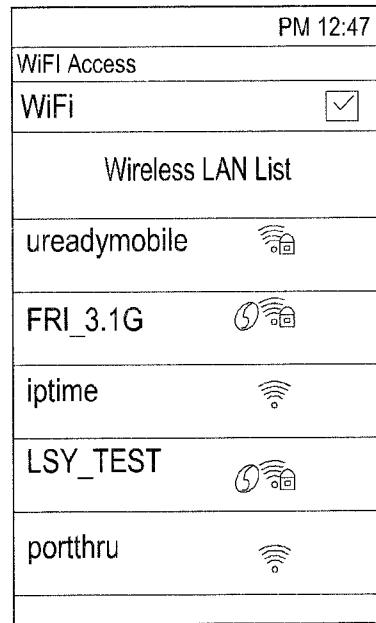 PM 12:47
WiFI Access
WiFi
Wireless LAN List
ureadymobile
FRI_3.1G
iptime
LSY_TEST
portthru